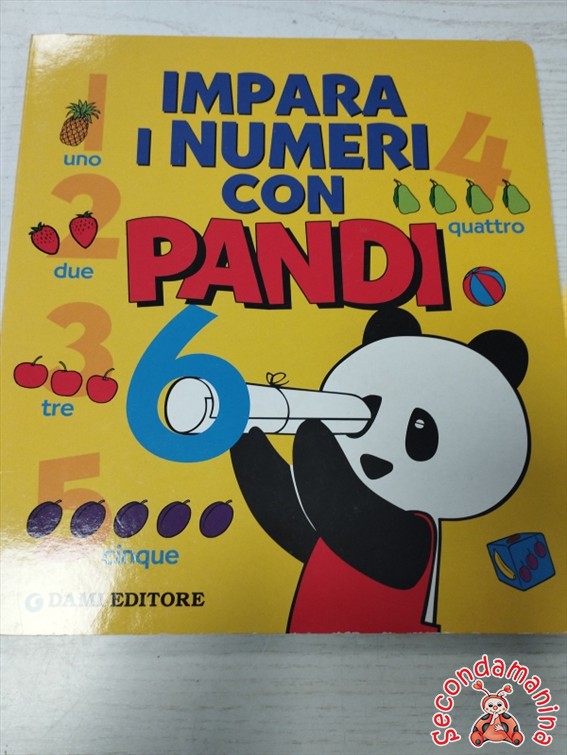 IMPARA
I NUMERI
CON
PANDI
1
uno
2
due
3
tre
4
quattro
5
cinque
6
DAMI EDITORE
Secondamanina